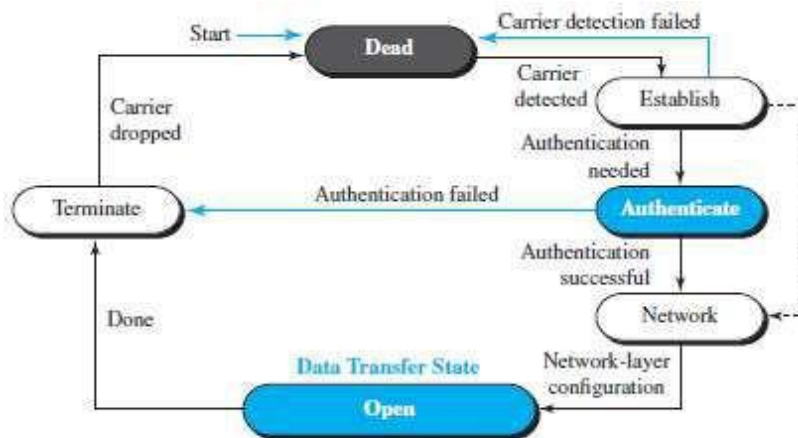 Carrier detection failed
Start
Dead
Carrier
detected
Establish
Carrier
dropped
Authentication
needed
Terminate
Authentication failed
Authenticate
Authentication
successful
Done
Network
Data Transfer State
Network-layer
configuration
Open